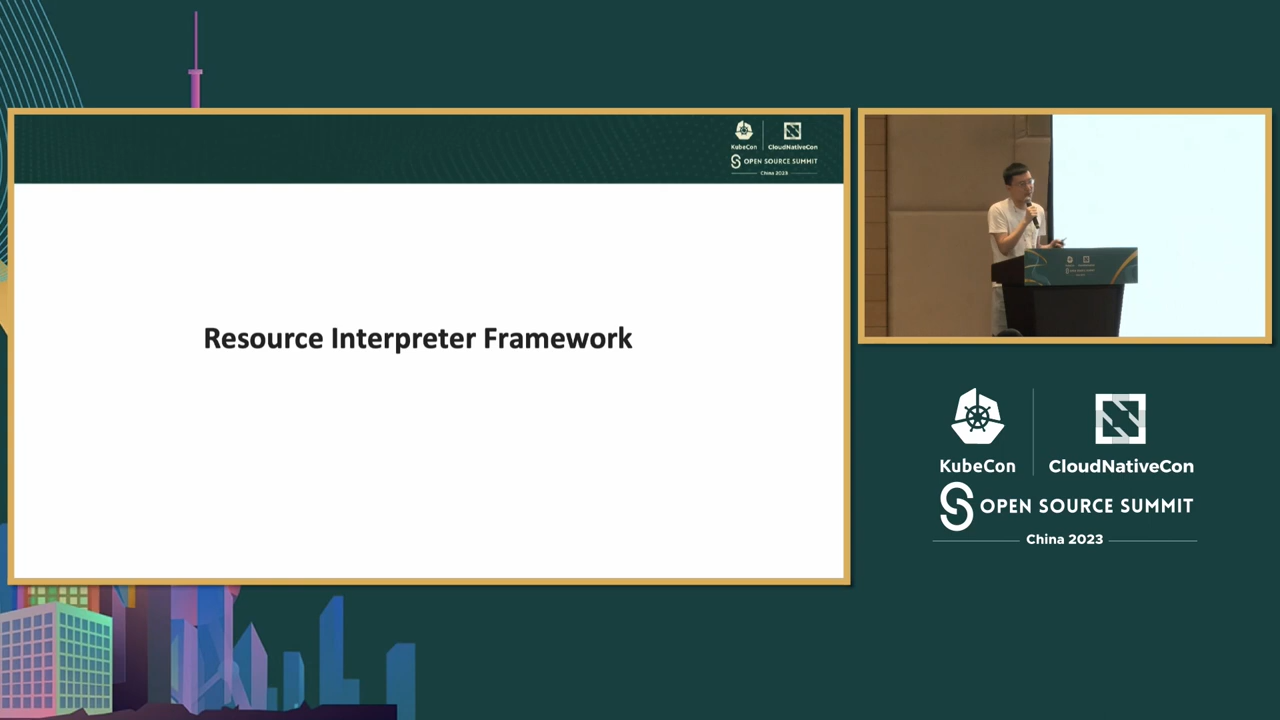 KubeCon
CloudNativeCon
OPEN SOURCE SUMMIT
China 2023
Resource Interpreter Framework
KubeCon
CloudNativeCon
OPEN SOURCE SUMMIT
China 2023